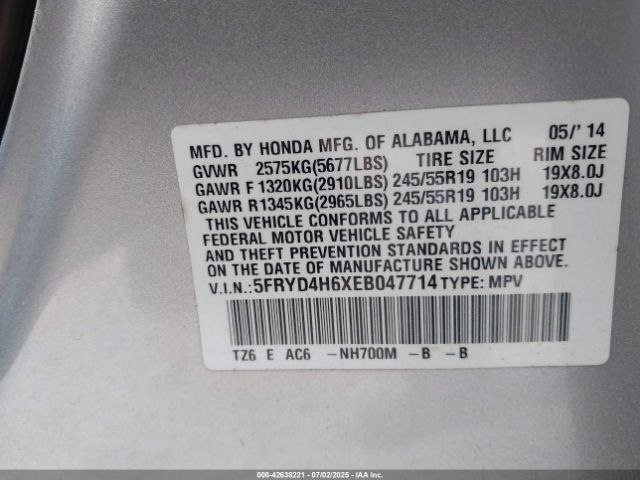 MFD. BY HONDA MFG. OF ALABAMA, LLC 05/' 14
GVWR 2575KG(5677LBS) TIRE SIZE RIM SIZE
GAWR F 1320KG(2910LBS) 245/55R19 103H 19X8.0J
GAWR R 1345KG(2965LBS) 245/55R19 103H 19X8.0J
THIS VEHICLE CONFORMS TO ALL APPLICABLE
FEDERAL MOTOR VEHICLE SAFETY
AND THEFT PREVENTION STANDARDS IN EFFECT
ON THE DATE OF MANUFACTURE SHOWN ABOVE.
V.I.N.: 5FRYD4H6XEB047714 TYPE: MPV
TZ6 E AC6 -NH700M -B -B
000-42638221 - 07/02/2025 - IAAI.COM